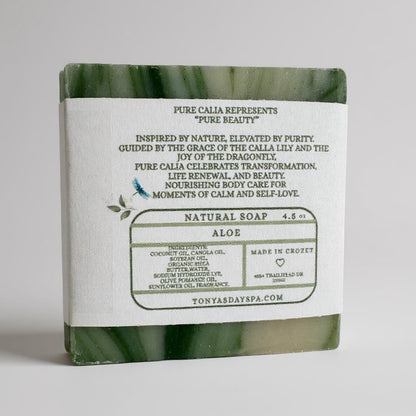 PURE CALIA REPRESENTS
"PURE BEAUTY"
INSPIRED BY NATURE, ELEVATED BY PURITY.
GUIDED BY THE GRACE OF THE CALLA LILY AND THE
JOY OF THE DRAGONFLY,
PURE CALIA CELEBRATES TRANSFORMATION,
LIFE RENEWAL, AND BEAUTY.
NOURISHING BODY CARE FOR
MOMENTS OF CALM AND SELF-LOVE.
NATURAL SOAP 4.5 oz
ALOE
INGREDIENTS:
COCONUT OIL, CANOLA OIL,
SOYBEAN OIL,
ORGANIC SHEA
BUTTER, WATER,
SODIUM HYDROXIDE LYE,
OLIVE POMANCE OIL,
SUNFLOWER OIL, FRAGRANCE.
MADE IN CROZET
TRAILHEAD DR
TONYASDAYSPA.COM